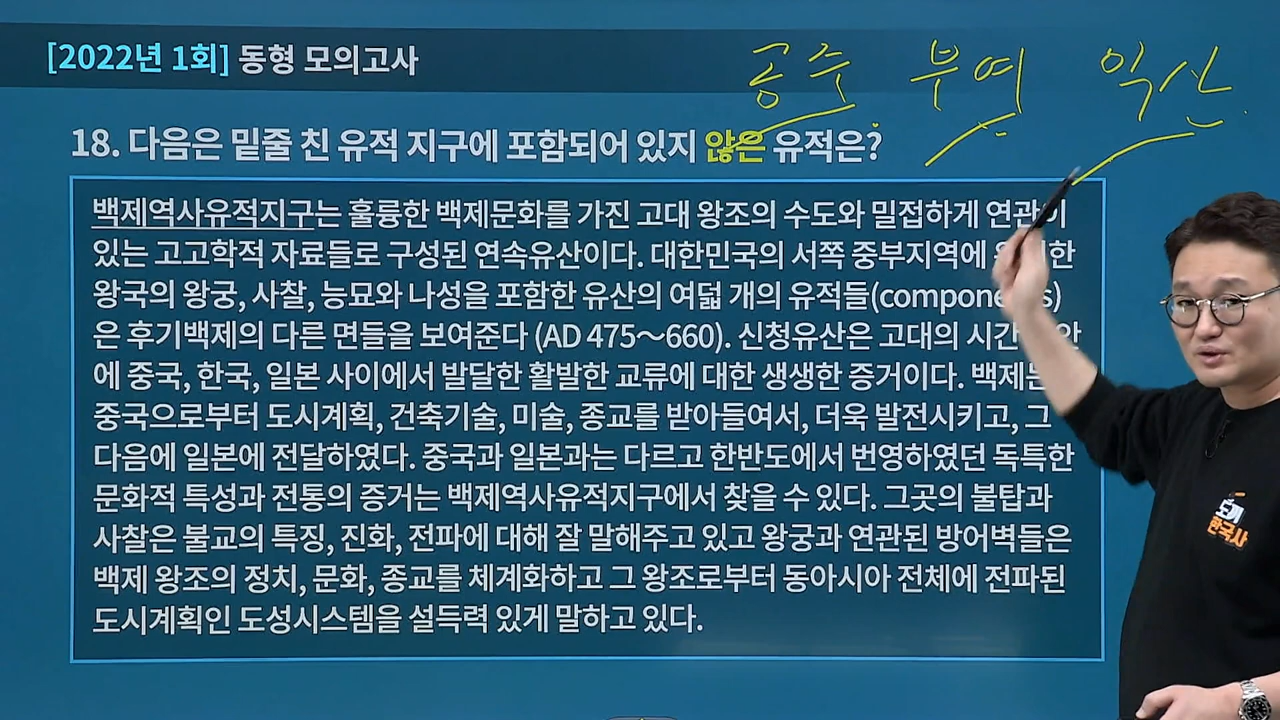 [2022년 1회] 동형 모의고사
공주 부여 익산
18. 다음은 밑줄 친 유적 지구에 포함되어 있지 않은 유적은?
백제역사유적지구는 훌륭한 백제문화를 가진 고대 왕조의 수도와 밀접하게 연관이
있는 고고학적 자료들로 구성된 연속유산이다. 대한민국의 서쪽 중부지역에
왕국의 왕궁, 사찰, 능묘와 나성을 포함한 유산의 여덟 개의 유적들(components)
은 후기백제의 다른 면들을 보여준다 (AD 475～660). 신청유산은 고대의 시간 안
에 중국, 한국, 일본 사이에서 발달한 활발한 교류에 대한 생생한 증거이다. 백제는
중국으로부터 도시계획, 건축기술, 미술, 종교를 받아들여서, 더욱 발전시키고, 그
다음에 일본에 전달하였다. 중국과 일본과는 다르고 한반도에서 번영하였던 독특한
문화적 특성과 전통의 증거는 백제역사유적지구에서 찾을 수 있다. 그곳의 불탑과
사찰은 불교의 특징, 진화, 전파에 대해 잘 말해주고 있고 왕궁과 연관된 방어벽들은
백제 왕조의 정치, 문화, 종교를 체계화하고 그 왕조로부터 동아시아 전체에 전파된
도시계획인 도성시스템을 설득력 있게 말하고 있다.
한국사